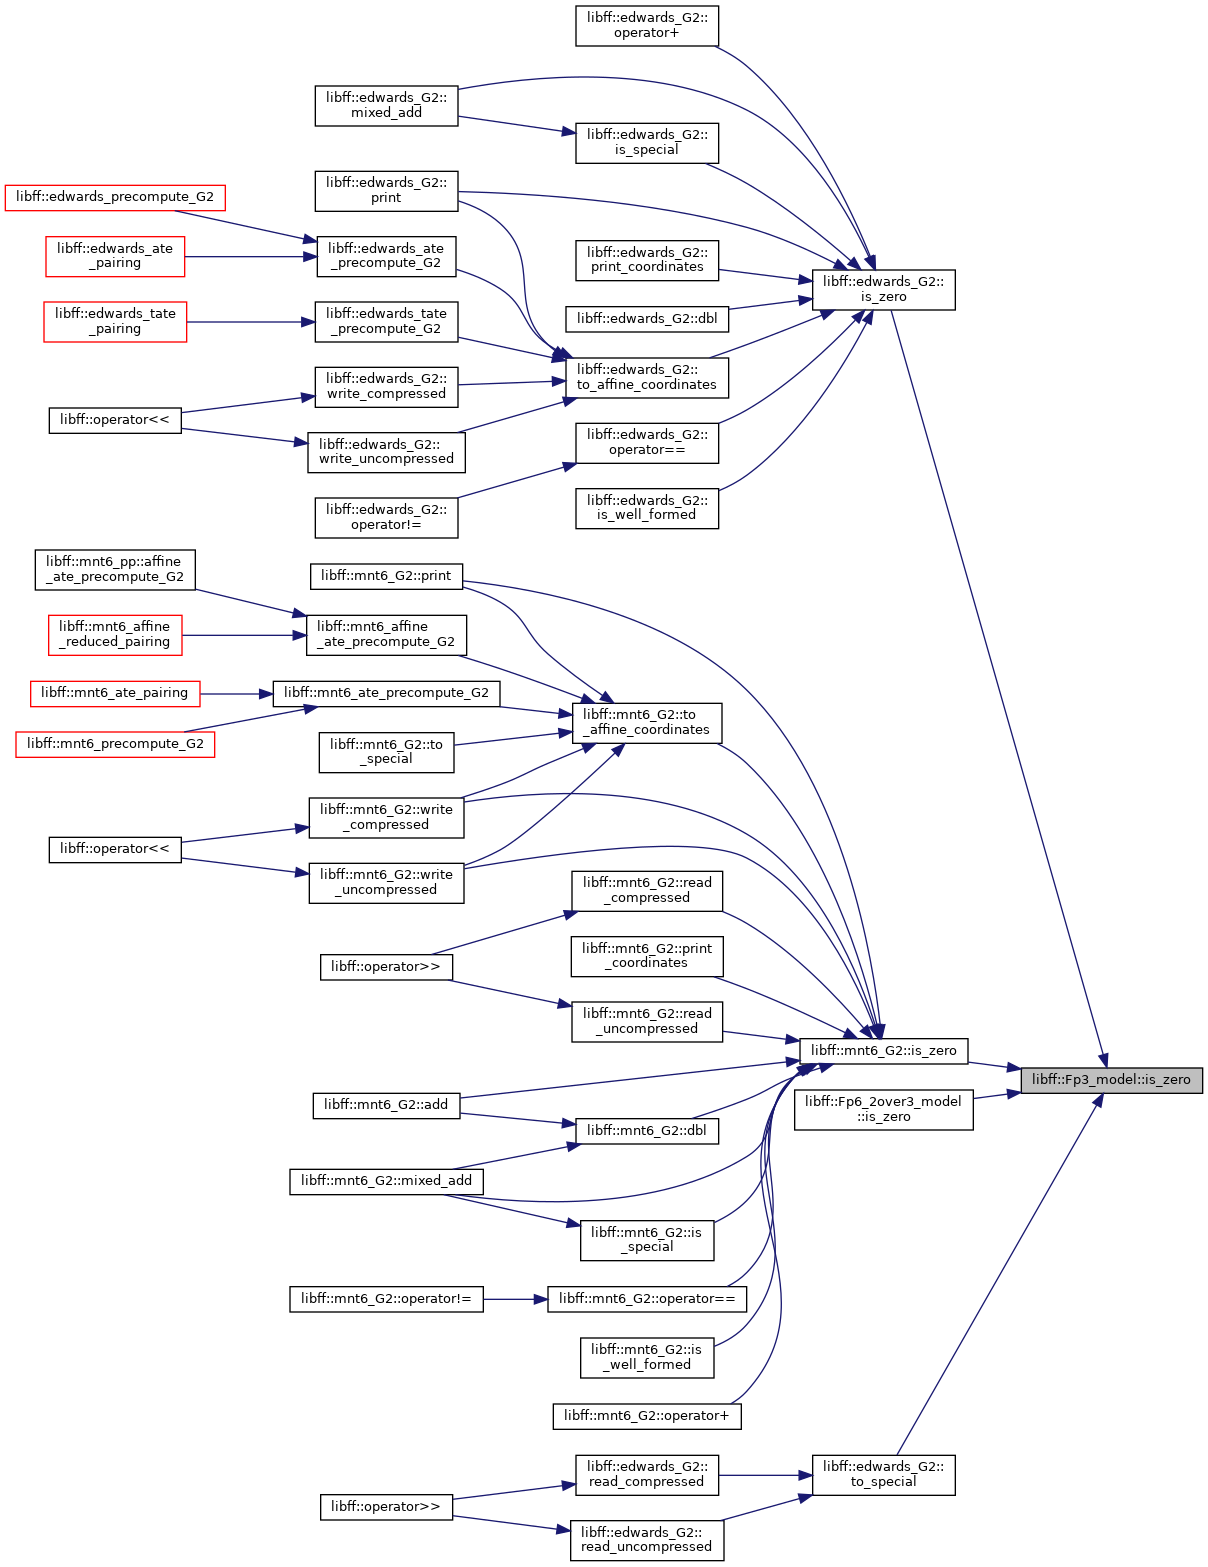 libff::edwards_G2::
operator+
libff::edwards_G2::
mixed_add
libff::edwards_G2::
is_special
libff::edwards_G2::
print
libff::edwards_precompute_G2
libff::edwards_ate
_pairing
libff::edwards_ate
_precompute_G2
libff::edwards_G2::
print_coordinates
libff::edwards_G2::
is_zero
libff::edwards_tate
_pairing
libff::edwards_tate
_precompute_G2
libff::edwards_G2::dbl
libff::edwards_G2::
to_affine_coordinates
libff::edwards_G2::
write_compressed
libff::operator<<
libff::edwards_G2::
write_uncompressed
libff::edwards_G2::
operator==
libff::edwards_G2::
operator!=
libff::edwards_G2::
is_well_formed
libff::mnt6_pp::affine
_ate_precompute_G2
libff::mnt6_G2::print
libff::mnt6_affine
_reduced_pairing
libff::mnt6_affine
_ate_precompute_G2
libff::mnt6_ate_pairing
libff::mnt6_ate_precompute_G2
libff::mnt6_G2::to
_affine_coordinates
libff::mnt6_precompute_G2
libff::mnt6_G2::to
_special
libff::mnt6_G2::write
_compressed
libff::operator<<
libff::mnt6_G2::write
_uncompressed
libff::mnt6_G2::read
_compressed
libff::mnt6_G2::print
_coordinates
libff::operator>>
libff::mnt6_G2::read
_uncompressed
libff::mnt6_G2::is_zero
libff::Fp3_model::is_zero
libff::Fp6_2over3_model
::is_zero
libff::mnt6_G2::add
libff::mnt6_G2::dbl
libff::mnt6_G2::mixed_add
libff::mnt6_G2::is
_special
libff::mnt6_G2::operator!=
libff::mnt6_G2::operator==
libff::mnt6_G2::is
_well_formed
libff::mnt6_G2::operator+
libff::edwards_G2::
to_special
libff::edwards_G2::
read_compressed
libff::operator>>
libff::edwards_G2::
read_uncompressed